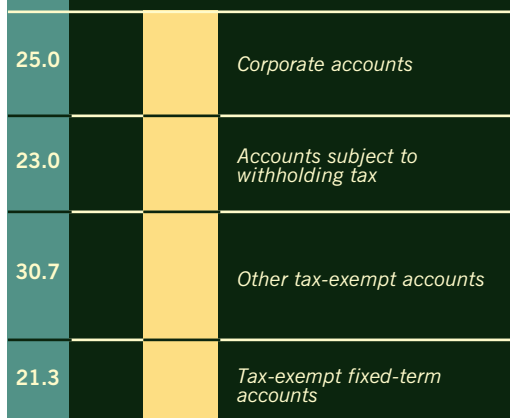 25.0
Corporate accounts
23.0
Accounts subject to
withholding tax
30.7
Other tax-exempt accounts
21.3
Tax-exempt fixed-term
accounts